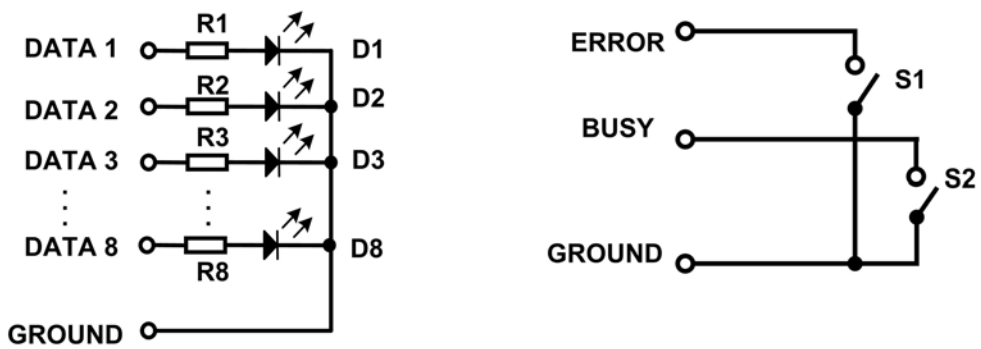 R1
DATA 1
D1
R2
DATA 2
D2
R3
DATA 3
D3
DATA 8
D8
R8
GROUND
ERROR
S1
BUSY
S2
GROUND